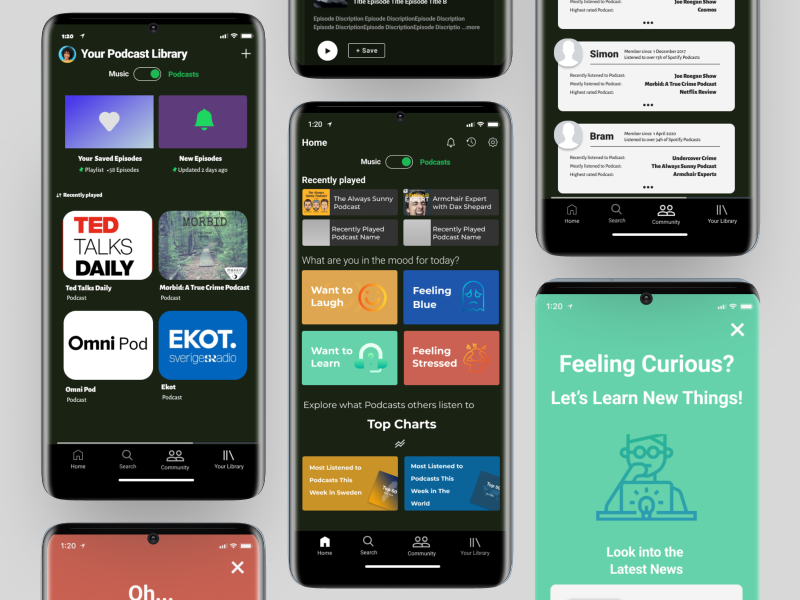 1:20
Your Podcast Library
Music
Podcasts
Your Saved Episodes
Playlist •58 Episodes
New Episodes
Updated 2 days ago
Recently played
TED
TALKS
DAILY
Ted Talks Daily
Podcast
MORBID
Morbid: A True Crime Podcast
Podcast
Omni Pod
Omni Pod
Podcast
EKOT.
sverigesradio
Ekot
Podcast
Home
Search
Community
Your Library
1:20
Oh...
Title Episode Title Episode Title B
Episode Discription Episode DiscriptionEpisode Discription
Episode DiscriptionEpisode DiscriptionEpisode Discriptio ...more
+ Save
1:20
Home
Music
Podcasts
Recently played
The Always Sunny
Podcast
Armchair Expert
with Dax Shepard
Recently Played
Podcast Name
Recently Played
Podcast Name
What are you in the mood for today?
Want to
Laugh
Feeling
Blue
Want to
Learn
Feeling
Stressed
Explore what Podcasts others listen to
Top Charts
Most Listened to
Podcasts This
Week In Sweden
Most Listened to
Podcasts This
Week in The
World
Home
Search
Community
Your Library
Mostly listened to Podcast:
Joe Roegan Show
Highest rated Podcast:
Cosmos
Simon
Member since: 1 December 2017
Listened to over 15h of Spotify Podcasts
Recently listened to Podcast:
Joe Roegan Show
Mostly listened to Podcast:
Morbid: A True Crime Podcast
Highest rated Podcast:
Netflix Review
Bram
Member since: 1 April 2020
Listened to over 34h of Spotify Podcasts
Recently listened to Podcast:
Undercover Crime
Mostly listened to Podcast:
The Always Sunny Podcast
Highest rated Podcast:
Armchair Experts
Home
Search
Community
Your Library
1:20
Feeling Curious?
Let's Learn New Things!
Look into the
Latest News